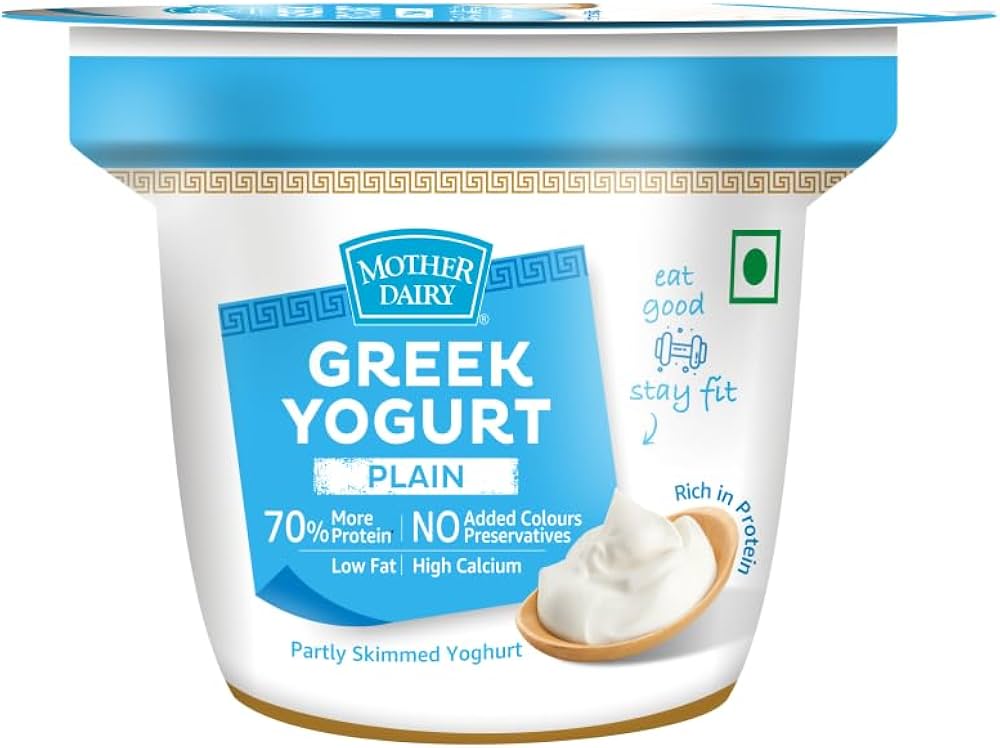 MOTHER
DAIRY
®
GREEK
YOGURT
PLAIN
70% More Protein* | NO Added Colours Preservatives
Low Fat | High Calcium
Partly Skimmed Yoghurt
eat
good
stay fit
Rich in Protein